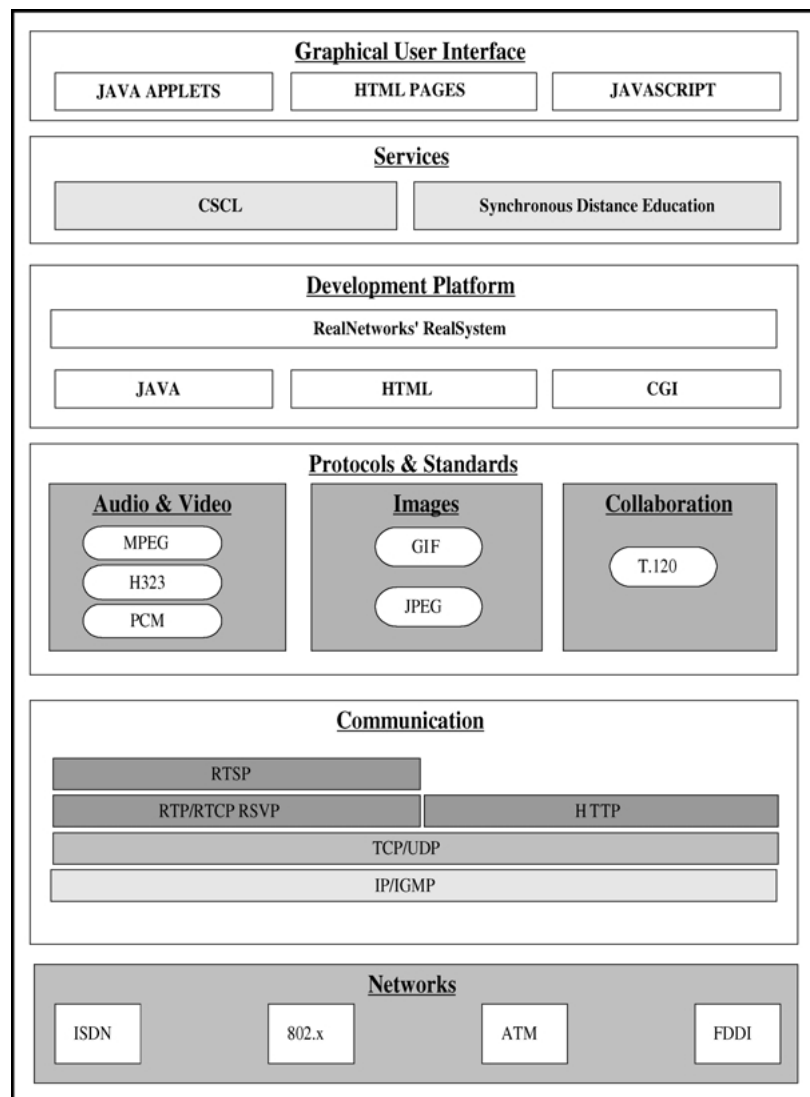 Graphical User Interface
JAVA APPLETS HTML PAGES JAVASCRIPT
Services
CSCL Synchronous Distance Education
Development Platform
RealNetworks' RealSystem
JAVA HTML CGI
Protocols & Standards
Audio & Video
MPEG
H323
PCM
Images
GIF
JPEG
Collaboration
T.120
Communication
RTSP
RTP/RTCP RSVP HTTP
TCP/UDP
IP/IGMP
Networks
ISDN 802.x ATM FDDI